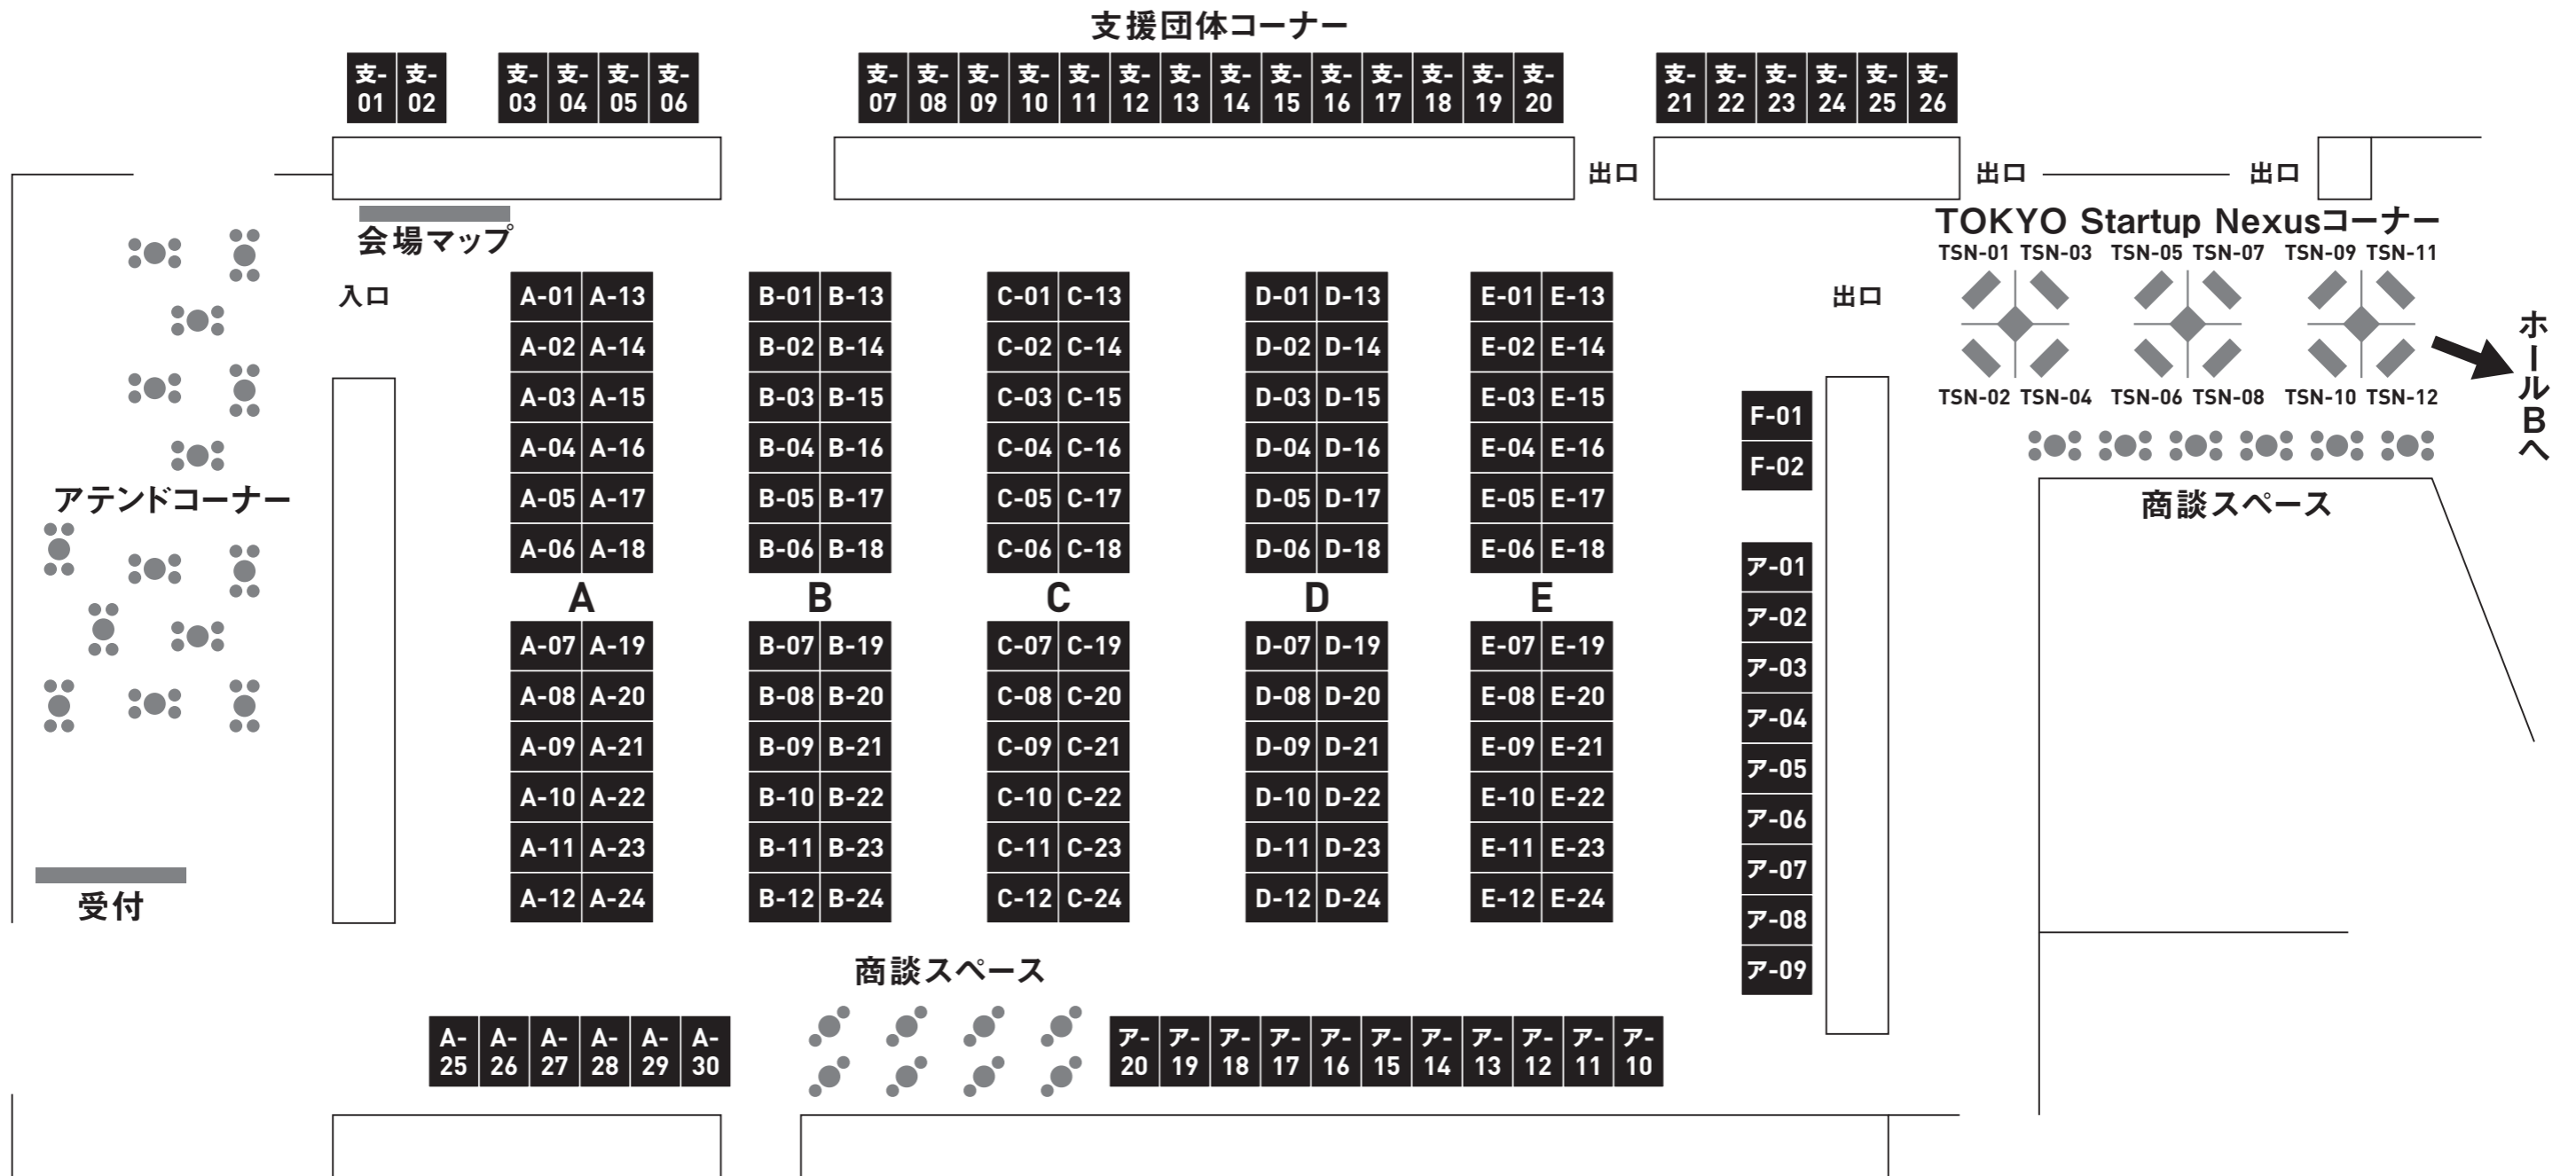 支援団体コーナー
支-01 支-02 支-03 支-04 支-05 支-06 支-07 支-08 支-09 支-10 支-11 支-12 支-13 支-14 支-15 支-16 支-17 支-18 支-19 支-20 支-21 支-22 支-23 支-24 支-25 支-26
出口 出口 出口
会場マップ
TOKYO Startup Nexusコーナー
TSN-01 TSN-03 TSN-05 TSN-07 TSN-09 TSN-11
TSN-02 TSN-04 TSN-06 TSN-08 TSN-10 TSN-12
ホールBへ
商談スペース
入口
出口
アテンドコーナー
受付
A-01 A-13 B-01 B-13 C-01 C-13 D-01 D-13 E-01 E-13
A-02 A-14 B-02 B-14 C-02 C-14 D-02 D-14 E-02 E-14
A-03 A-15 B-03 B-15 C-03 C-15 D-03 D-15 E-03 E-15
A-04 A-16 B-04 B-16 C-04 C-16 D-04 D-16 E-04 E-16
A-05 A-17 B-05 B-17 C-05 C-17 D-05 D-17 E-05 E-17
A-06 A-18 B-06 B-18 C-06 C-18 D-06 D-18 E-06 E-18
A B C D E
A-07 A-19 B-07 B-19 C-07 C-19 D-07 D-19 E-07 E-19
A-08 A-20 B-08 B-20 C-08 C-20 D-08 D-20 E-08 E-20
A-09 A-21 B-09 B-21 C-09 C-21 D-09 D-21 E-09 E-21
A-10 A-22 B-10 B-22 C-10 C-22 D-10 D-22 E-10 E-22
A-11 A-23 B-11 B-23 C-11 C-23 D-11 D-23 E-11 E-23
A-12 A-24 B-12 B-24 C-12 C-24 D-12 D-24 E-12 E-24
F-01
F-02
ア-01
ア-02
ア-03
ア-04
ア-05
ア-06
ア-07
ア-08
ア-09
商談スペース
A-25 A-26 A-27 A-28 A-29 A-30
ア-20 ア-19 ア-18 ア-17 ア-16 ア-15 ア-14 ア-13 ア-12 ア-11 ア-10